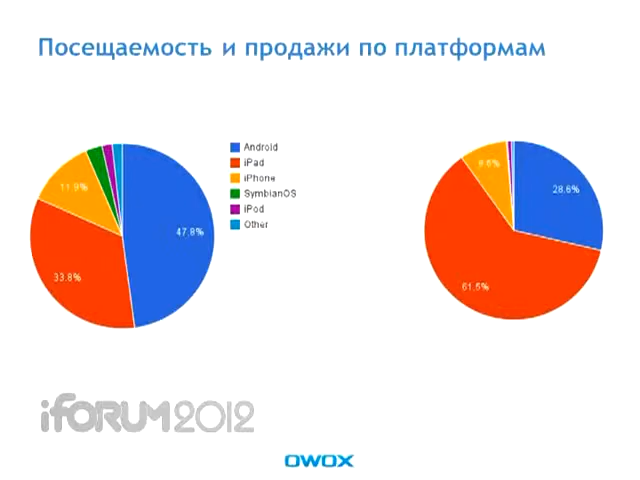 Посещаемость и продажи по платформам
Android
iPad
iPhone
SymbianOS
iPod
Other
47.8%
33.8%
11.9%
28.6%
61.5%
iFORUM2012
OWOX